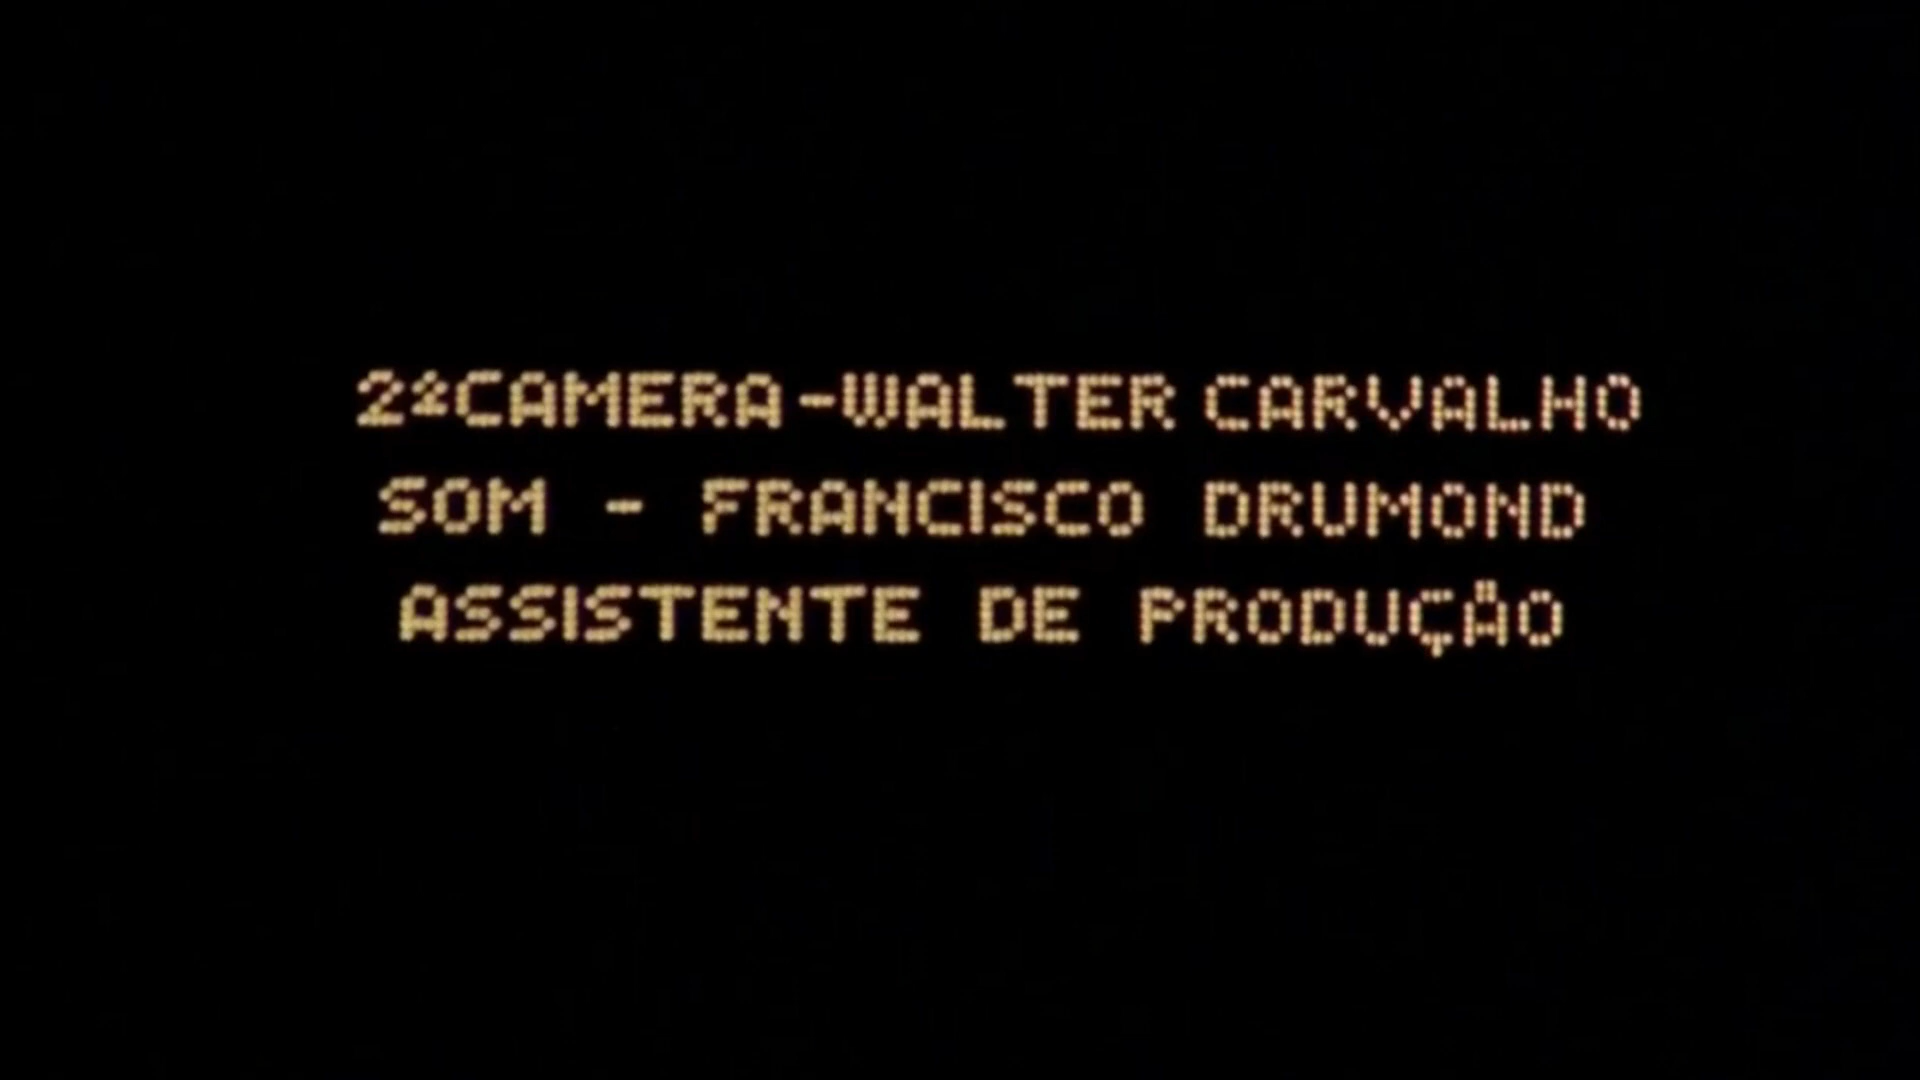 2ªCAMERA-WALTER CARVALHO
SOM - FRANCISCO DRUMOND
ASSISTENTE DE PRODUÇÃO